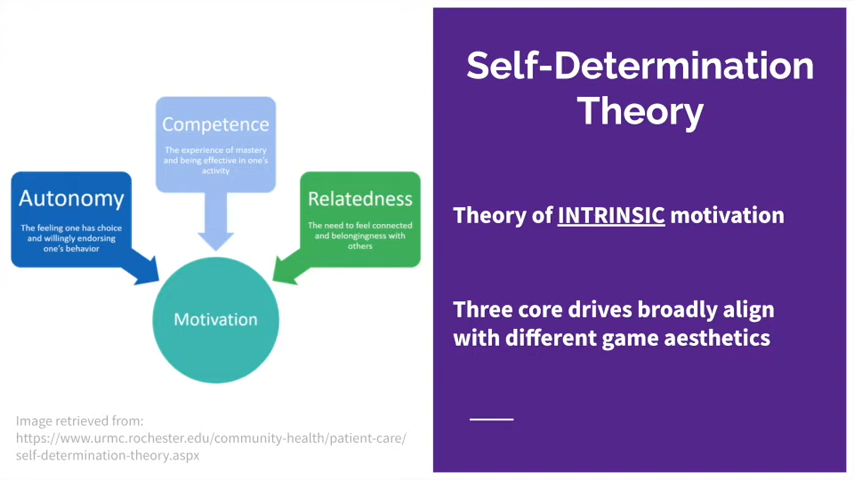 Competence
The experience of mastery
and being effective in one's
activity
Autonomy
The feeling one has choice
and willingly endorsing
one's behavior
Relatedness
The need to feel connected
and belongingness with
others
Motivation
Image retrieved from:
https://www.urmc.rochester.edu/community-health/patient-care/
self-determination-theory.aspx
Self-Determination
Theory
Theory of INTRINSIC motivation
Three core drives broadly align
with different game aesthetics